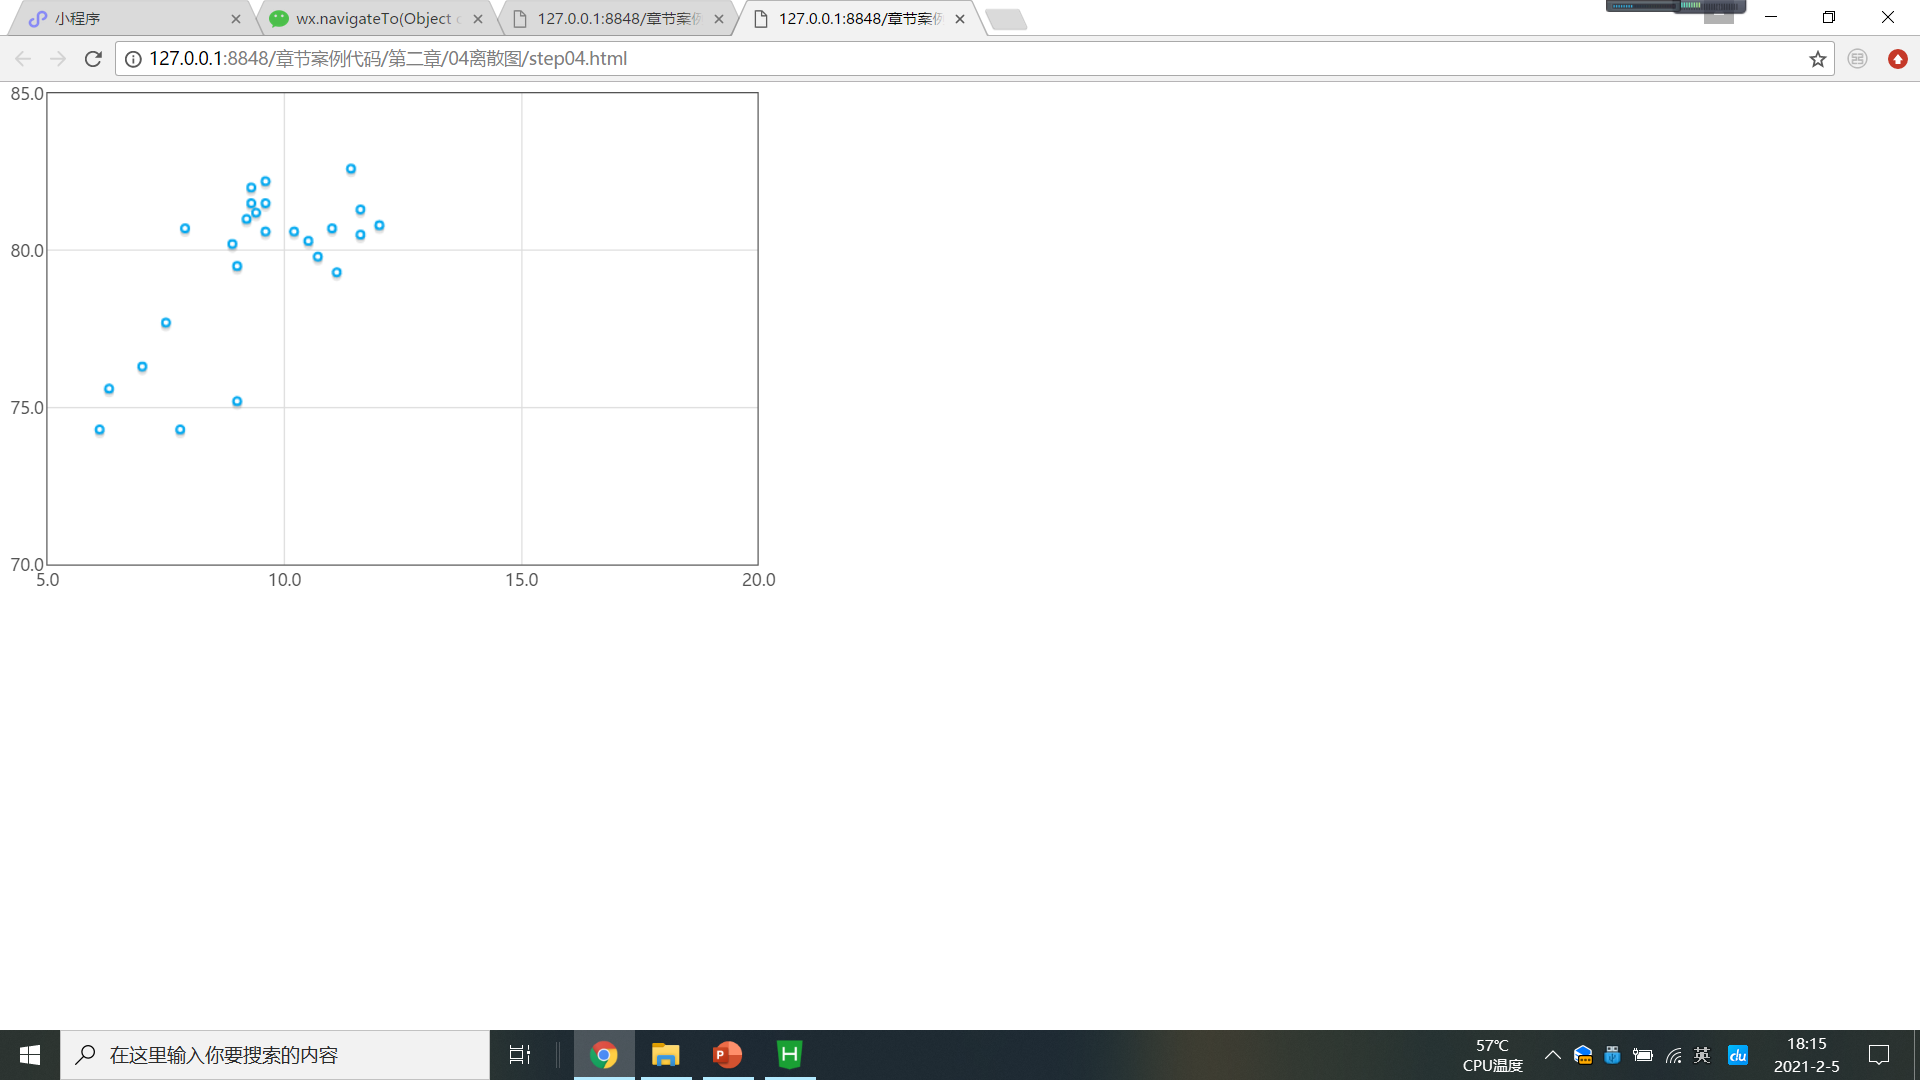 小程序
wx.navigateTo(Object
127.0.0.1:8848/章节案例
127.0.0.1:8848/章节案例
127.0.0.1:8848/章节案例代码/第二章/04离散图/step04.html
85.0
80.0
75.0
70.0
5.0 10.0 15.0 20.0
在这里输入你要搜索的内容
57℃
CPU温度
英
du
18:15
2021-2-5